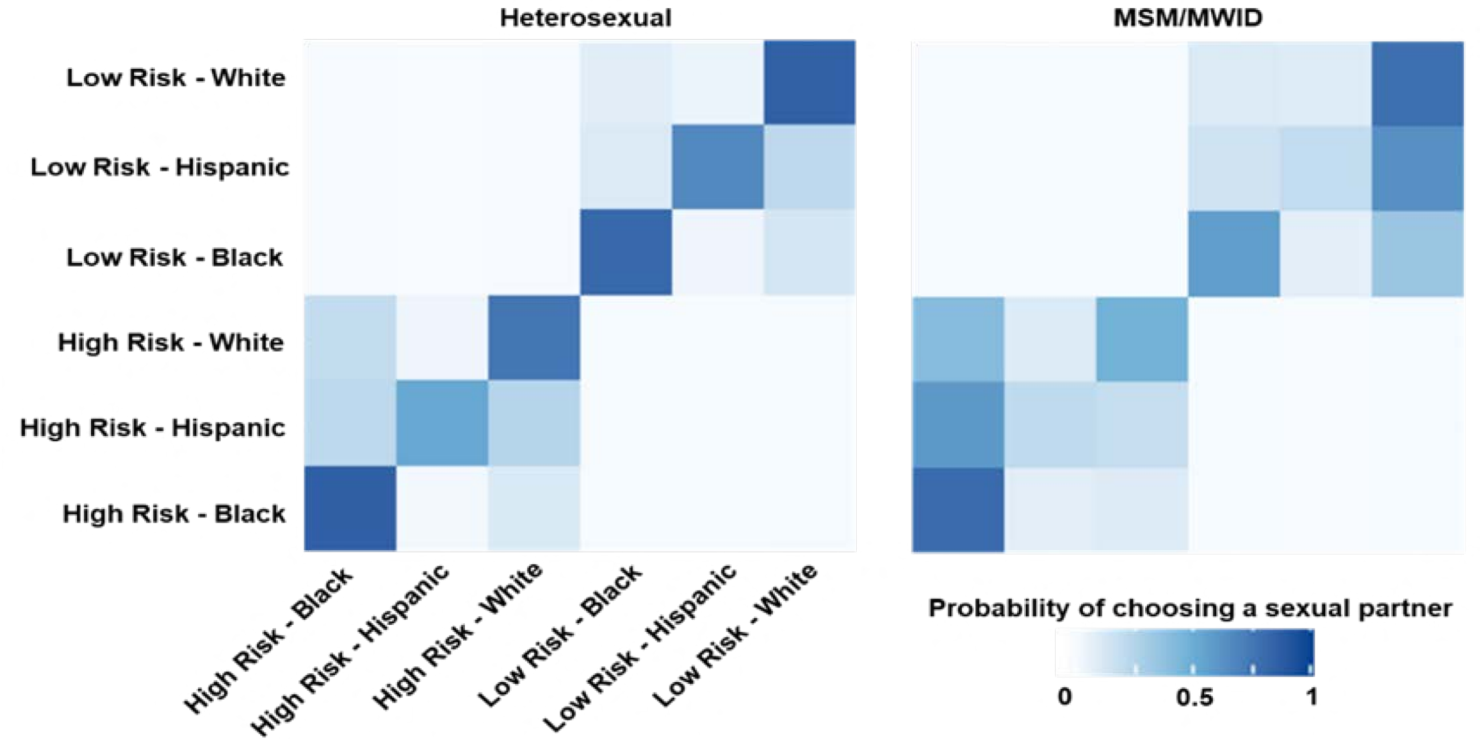 Heterosexual
MSM/MWID
Low Risk - White
Low Risk - Hispanic
Low Risk - Black
High Risk - White
High Risk - Hispanic
High Risk - Black
High Risk - Black
High Risk - Hispanic
High Risk - White
Low Risk - Black
Low Risk - Hispanic
Low Risk - White
Probability of choosing a sexual partner
0 0.5 1